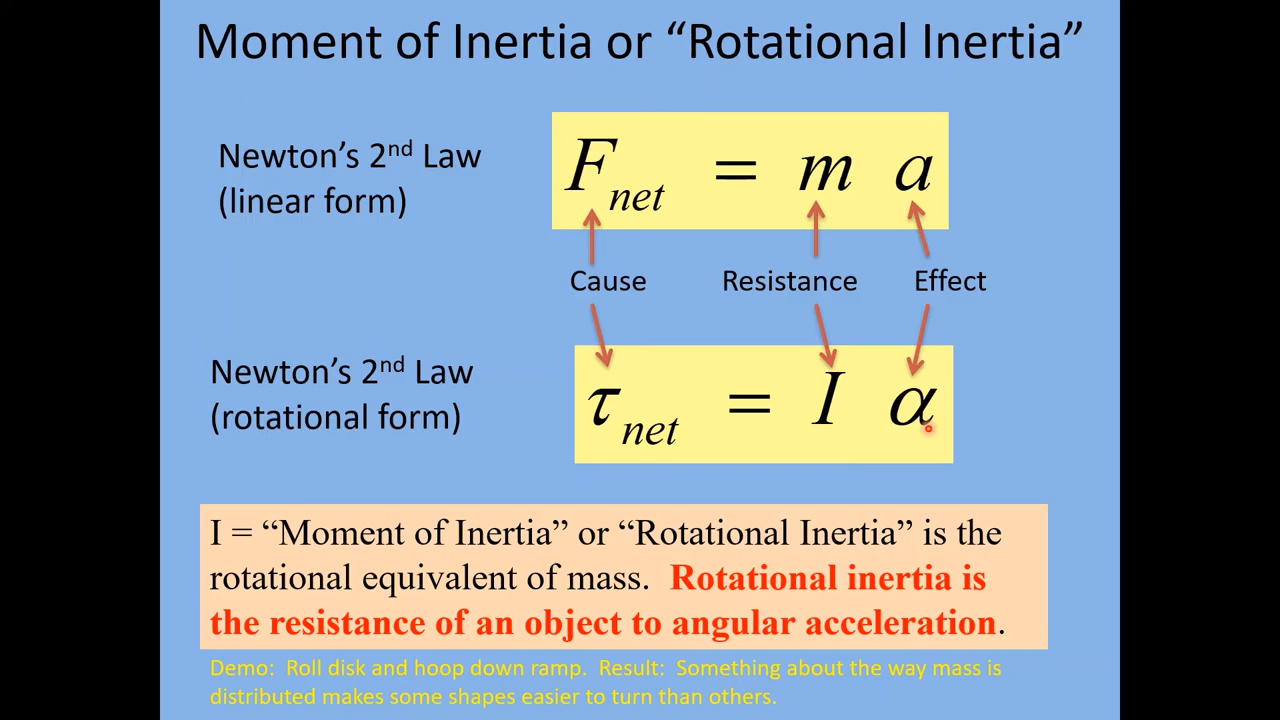 Moment of Inertia or “Rotational Inertia”
Newton’s 2nd Law
(linear form)
F net = m a
Cause Resistance Effect
Newton’s 2nd Law
(rotational form)
τ net = I α
I = “Moment of Inertia” or “Rotational Inertia” is the
rotational equivalent of mass. Rotational inertia is
the resistance of an object to angular acceleration.
Demo: Roll disk and hoop down ramp. Result: Something about the way mass is
distributed makes some shapes easier to turn than others.